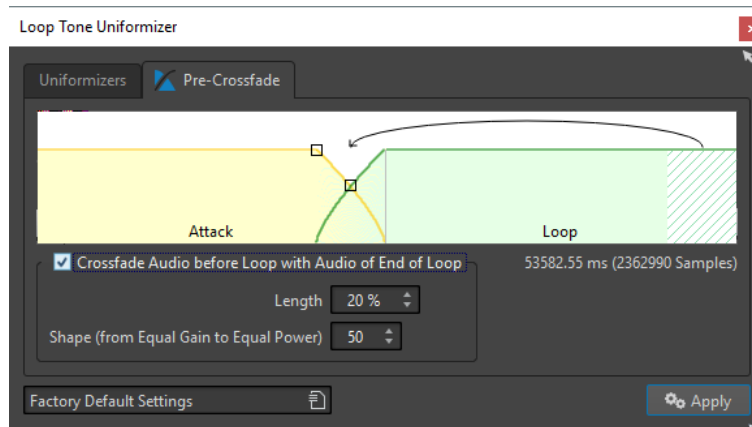 Loop Tone Uniformizer
Uniformizers
Pre-Crossfade
Attack
Loop
Crossfade Audio before Loop with Audio of End of Loop
53582.55 ms (2362990 Samples)
Length 20 %
Shape (from Equal Gain to Equal Power) 50
Factory Default Settings
Apply